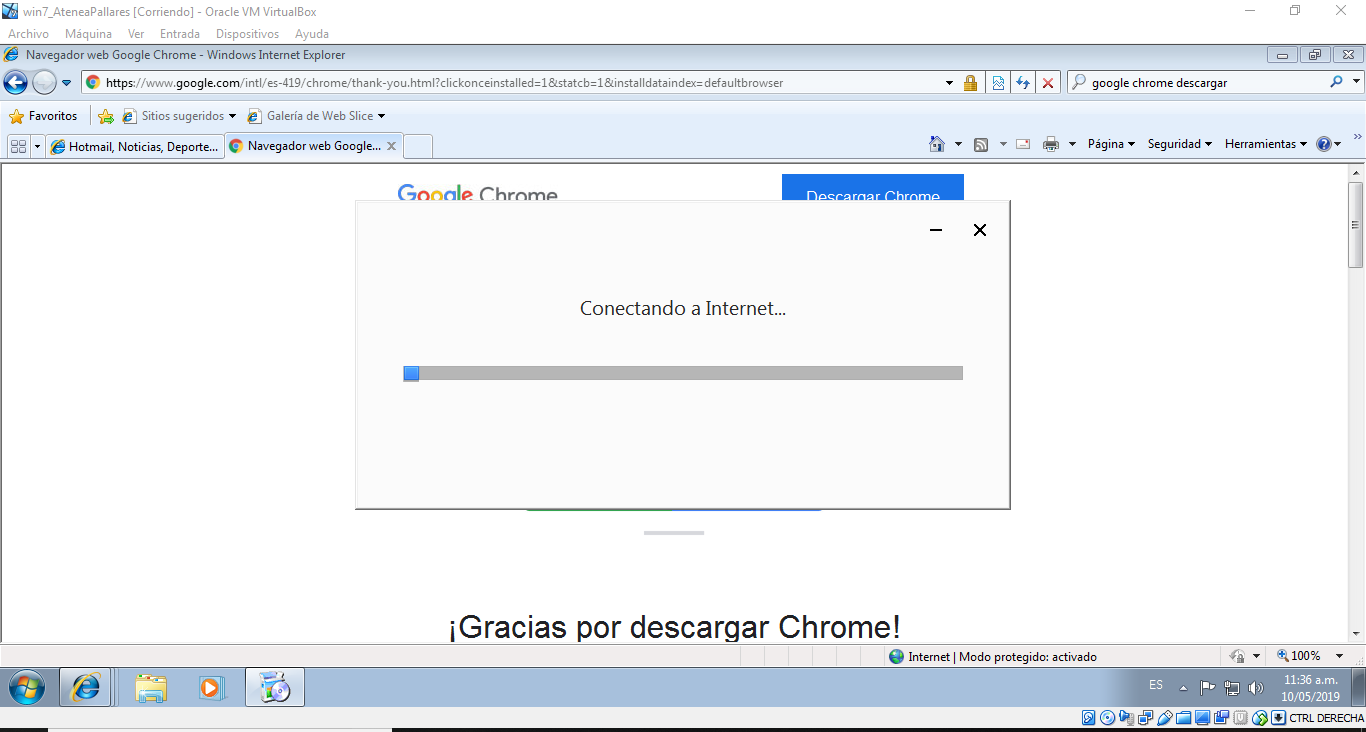 win7_AteneaPallares [Corriendo] - Oracle VM VirtualBox
Archivo Máquina Ver Entrada Dispositivos Ayuda
Navegador web Google Chrome - Windows Internet Explorer
https://www.google.com/intl/es-419/chrome/thank-you.html?clickonceinstalled=1&statcb=1&installdataindex=defaultbrowser
google chrome descargar
Favoritos Sitios sugeridos Galería de Web Slice
Hotmail, Noticias, Deporte... Navegador web Google... Página Seguridad Herramientas
Google Chrome Descargar Chrome
Conectando a Internet...
¡Gracias por descargar Chrome!
Internet | Modo protegido: activado 100%
ES 11:36 a.m.
10/05/2019
CTRL DERECHA